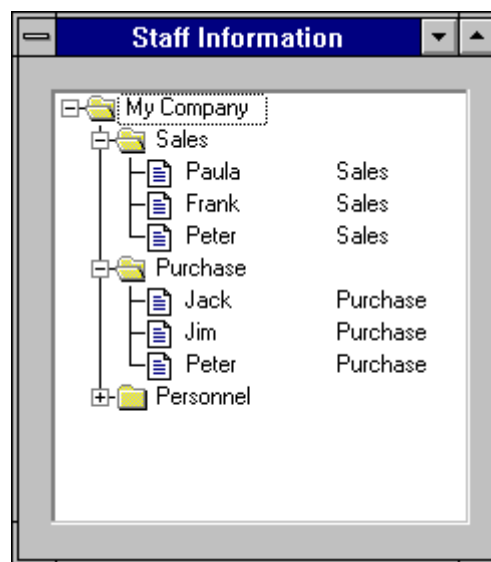 Staff Information
My Company
Sales
Paula Sales
Frank Sales
Peter Sales
Purchase
Jack Purchase
Jim Purchase
Peter Purchase
Personnel